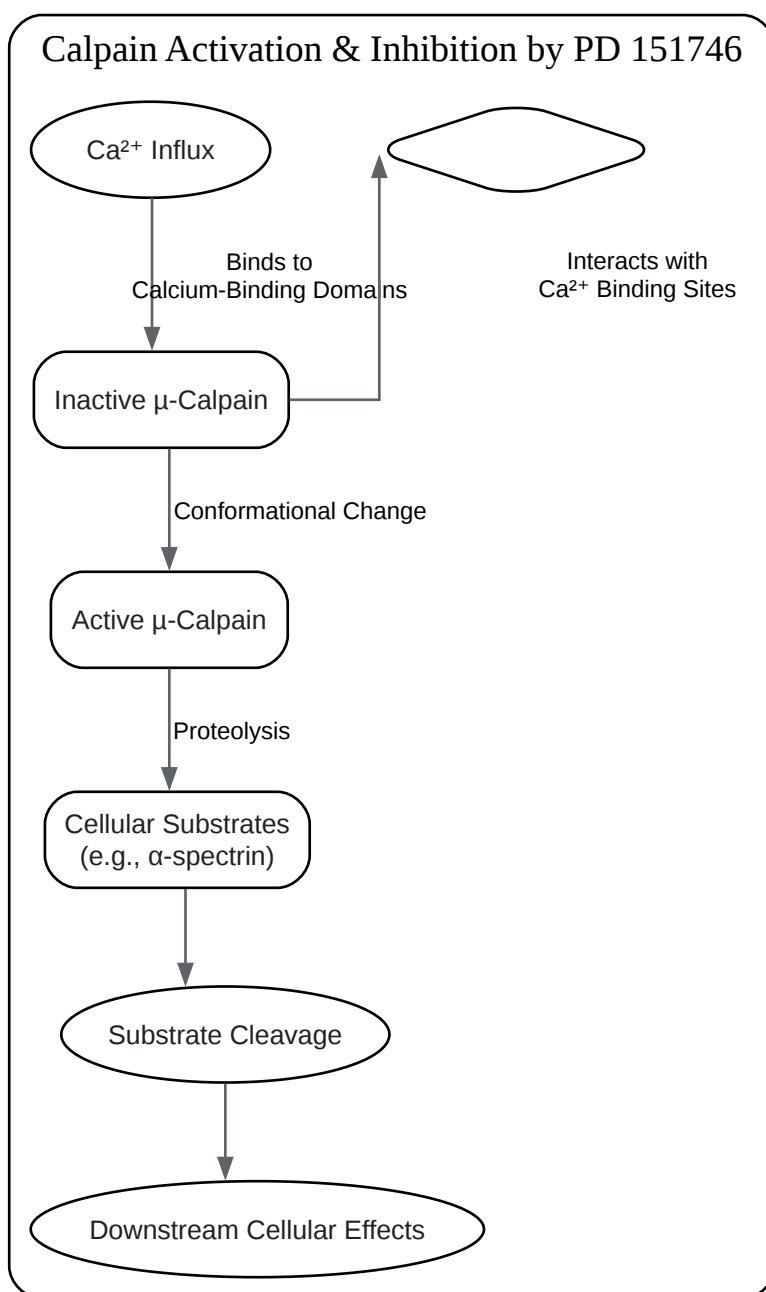 Calpain Activation & Inhibition by PD 151746
Ca²⁺ Influx
Binds to
Calcium-Binding Domains
Interacts with
Ca²⁺ Binding Sites
Inactive µ-Calpain
Conformational Change
Active µ-Calpain
Proteolysis
Cellular Substrates
(e.g., α-spectrin)
Substrate Cleavage
Downstream Cellular Effects